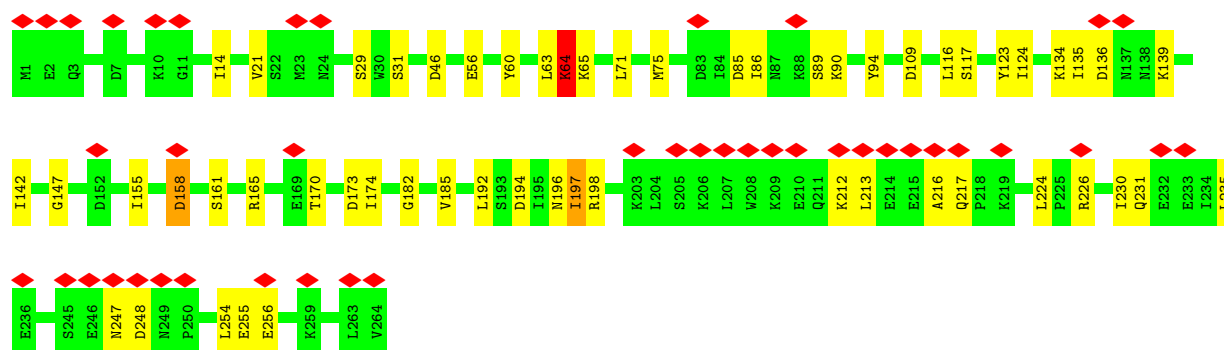 M1 E2 Q3 D7 K10 G11 I14 V21 S22 M23 N24 S29 W30 S31 D46 E56 Y60 L63 K64 K65 L71 M75 D83 I84 D85 I86 N87 K88 S89 K90 Y94 D109 L116 S117 Y123 I124 K134 I135 D136 N137 N138 K139
I142 G147 D152 I155 D158 S161 R165 E169 T170 D173 I174 G182 V185 L192 S193 D194 I195 N196 I197 R198 K203 L204 S205 K206 L207 W208 K209 E210 Q211 K212 L213 E214 E215 A216 Q217 P218 K219 L224 P225 R226 I230 Q231 E232 E233 I234 L235
E236 S245 E246 N247 D248 N249 P250 L254 E255 E256 K259 L263 V264